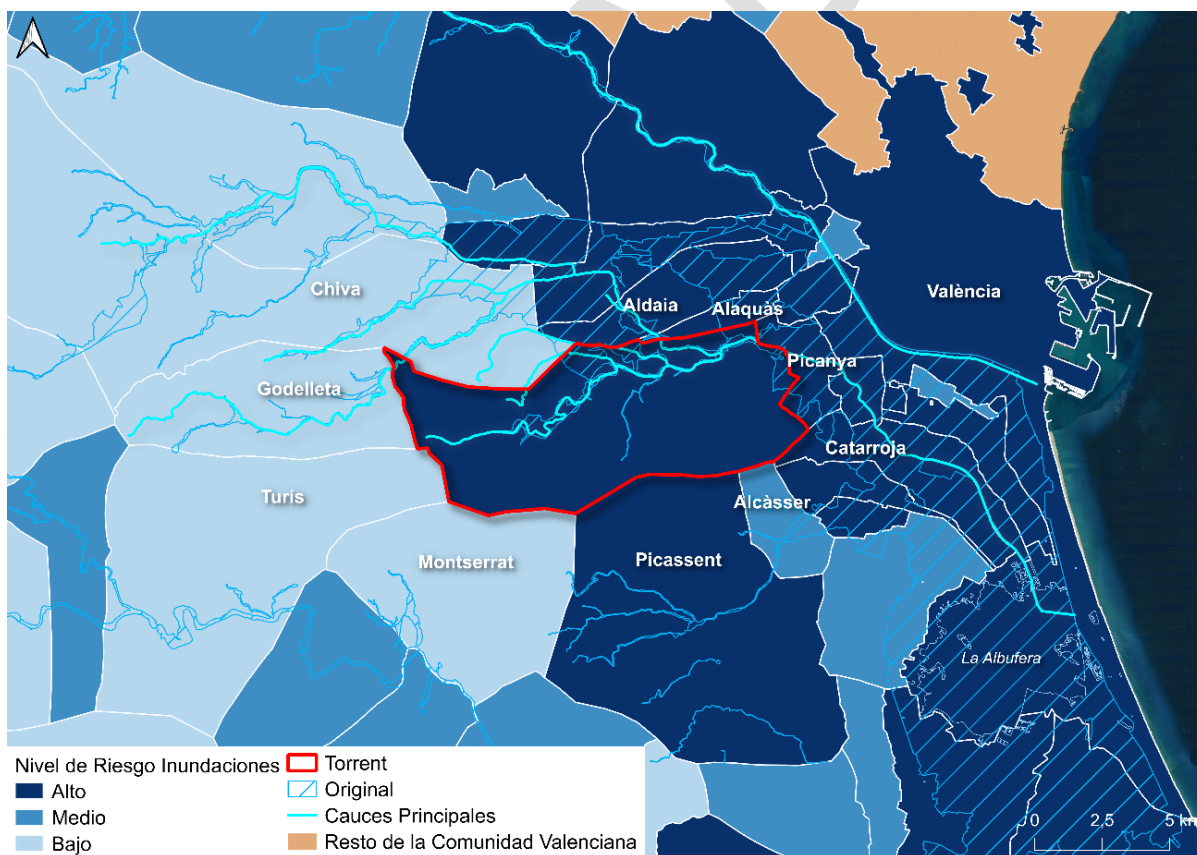 Chiva
Aldaia
Alaquàs
València
Picanya
Godelleta
Catarroja
Turís
Alcàsser
Montserrat
Picassent
La Albufera
Nivel de Riesgo Inundaciones
Alto
Medio
Bajo
Torrent
Original
Cauces Principales
Resto de la Comunidad Valenciana
0 2,5 5 km